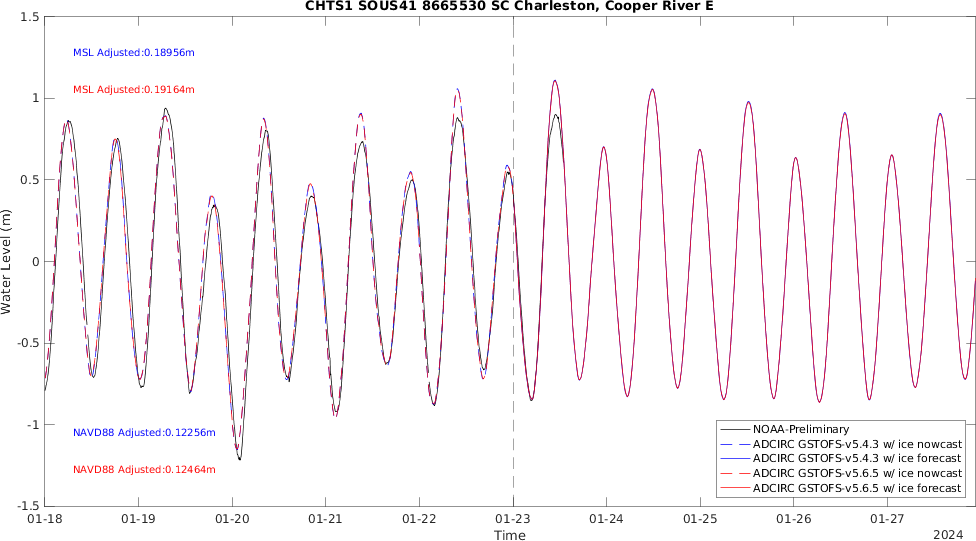 CHTS1 SOUS41 8665530 SC Charleston, Cooper River E
1.5
MSL Adjusted:0.18956m
MSL Adjusted:0.19164m
1
0.5
0
-0.5
-1
-1.5
Water Level (m)
NAVD88 Adjusted:0.12256m
NAVD88 Adjusted:0.12464m
NOAA-Preliminary
ADCIRC GSTOFS-v5.4.3 w/ ice nowcast
ADCIRC GSTOFS-v5.4.3 w/ ice forecast
ADCIRC GSTOFS-v5.6.5 w/ ice nowcast
ADCIRC GSTOFS-v5.6.5 w/ ice forecast
01-18 01-19 01-20 01-21 01-22 01-23 01-24 01-25 01-26 01-27
Time
2024